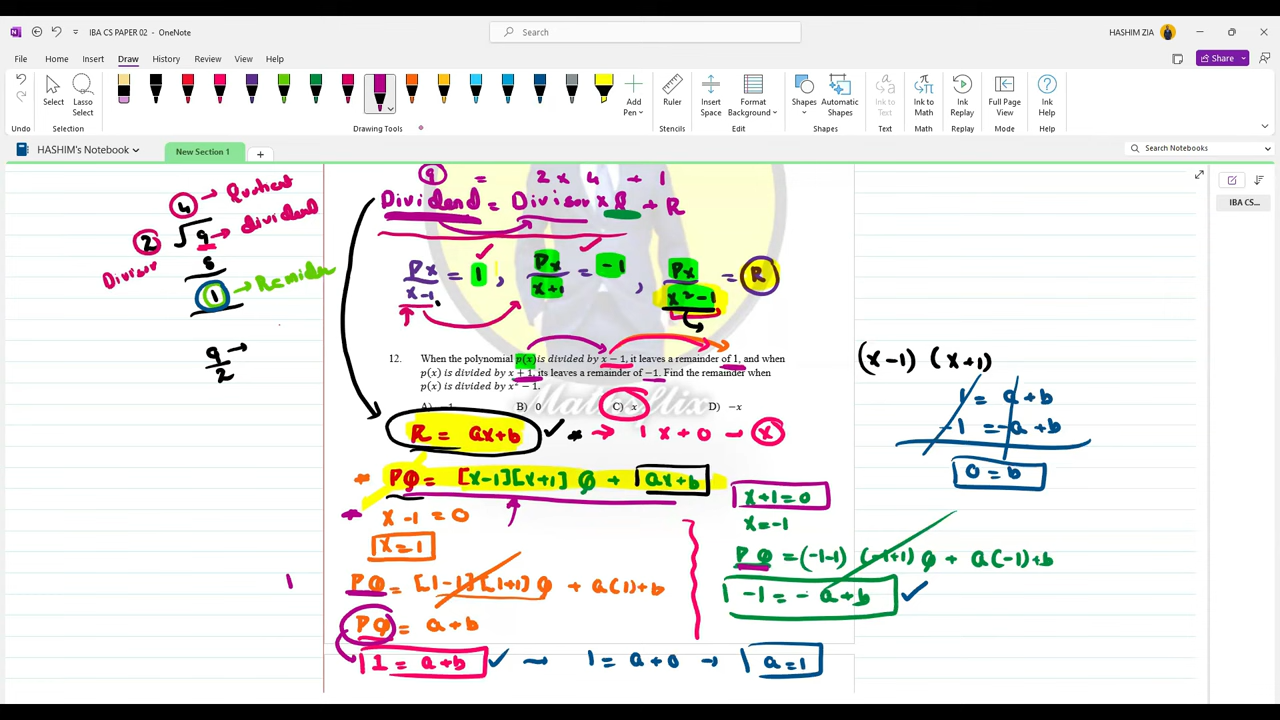 IBA CS PAPER 02 - OneNote
Search
HASHIM ZIA
File Home Insert Draw History Review View Help
Share
Select
Lasso Select
Add Pen
Ruler
Insert Space
Format Background
Shapes
Automatic Shapes
Ink to Text
Ink to Math
Ink Replay
Full Page View
Ink Help
Undo Selection Drawing Tools Stencils Edit Shapes Text Math Replay Mode Help
HASHIM's Notebook
New Section 1
Search Notebooks
IBA CS...
4 → Quotient
2 √9 → dividend
Divisor
8
1 → Remider
9/2 →
9 = 2 x 4 + 1
Dividend = Divisor x Q + R
Px/x-1 = 1 , Px/x+1 = -1 , Px/x²-1 = R
12. When the polynomial p(x) is divided by x − 1, it leaves a remainder of 1, and when
p(x) is divided by x + 1, its leaves a remainder of −1. Find the remainder when
p(x) is divided by x² − 1.
A) −1 B) 0 C) x D) −x
R = ax+b ✓ * → 1x+0 → x
* PQ = [x-1][x+1] Q + ax+b
* x-1=0
x=1
PQ = [1-1][1+1] Q + a(1)+b
PQ = a+b
1 = a+b ✓ → 1=a+0 → a=1
x+1=0
x=-1
PQ = (-1-1) (-1+1) Q + a(-1)+b
-1 = -a+b ✓
(x-1) (x+1)
1 = a+b
-1 = -a+b
0 = b